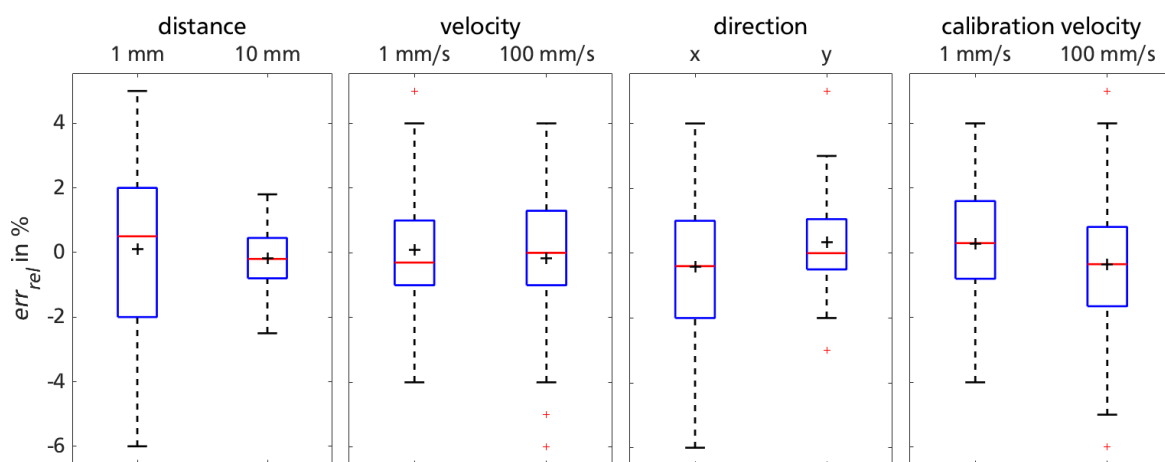 distance
velocity
direction
calibration velocity
1 mm
10 mm
1 mm/s
100 mm/s
x
y
1 mm/s
100 mm/s
err_rel in %
4
2
0
-2
-4
-6